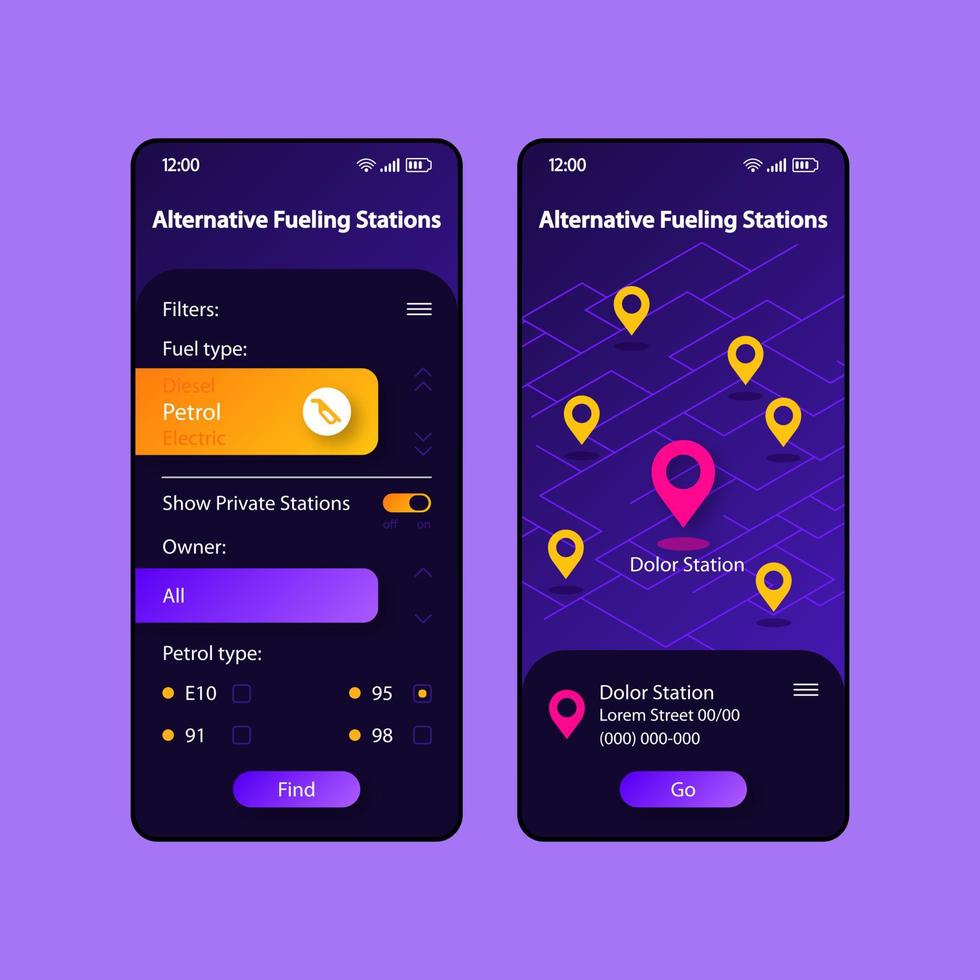 12:00
Alternative Fueling Stations
Filters:
Fuel type:
Diesel
Petrol
Electric
Show Private Stations
off on
Owner:
All
Petrol type:
E10 95
91 98
Find
12:00
Alternative Fueling Stations
Dolor Station
Dolor Station
Lorem Street 00/00
(000) 000-000
Go